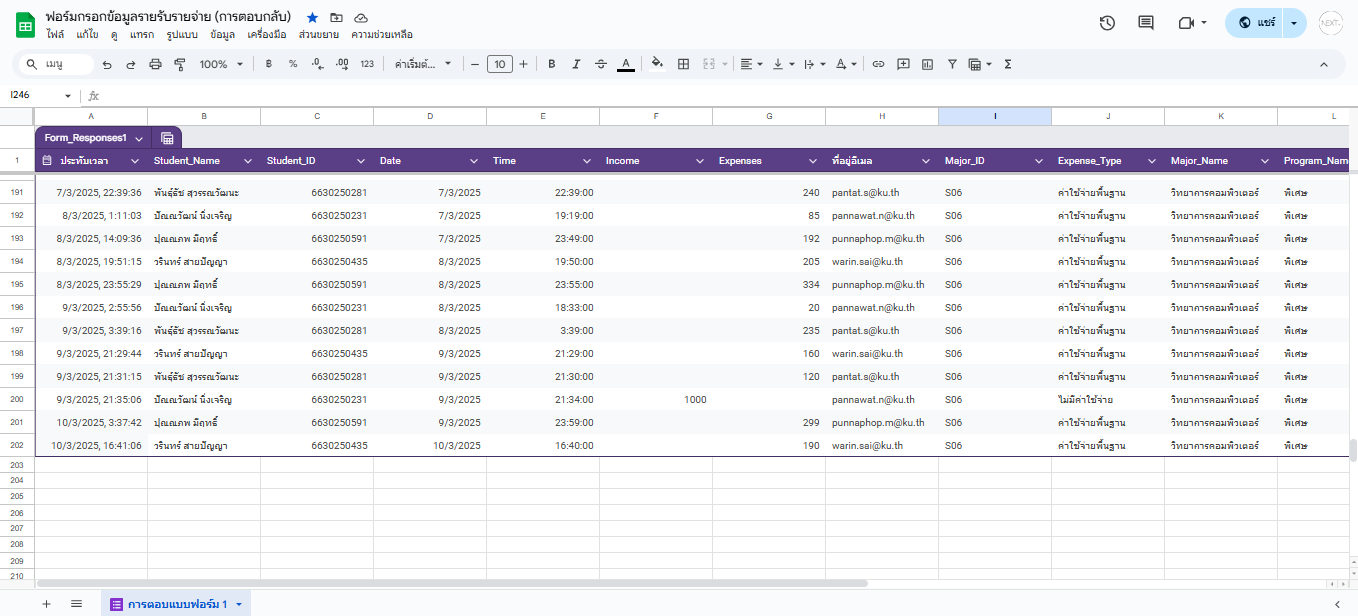 ฟอร์มกรอกข้อมูลรายรับรายจ่าย (การตอบกลับ)
ไฟล์ แก้ไข ดู แทรก รูปแบบ ข้อมูล เครื่องมือ ส่วนขยาย ความช่วยเหลือ
แชร์
NEXT-
เมนู 100% ฿ % .0 .00 123 ค่าเริ่มต้... 10 B I S A
I246 fx
A B C D E F G H I J K L
Form_Responses1
1 ประทับเวลา Student_Name Student_ID Date Time Income Expenses ที่อยู่อีเมล Major_ID Expense_Type Major_Name Program_Name
191 7/3/2025, 22:39:36 พันธุ์ธัช สุวรรณวัฒนะ 6630250281 7/3/2025 22:39:00 240 pantat.s@ku.th S06 ค่าใช้จ่ายพื้นฐาน วิทยาการคอมพิวเตอร์ พิเศษ
192 8/3/2025, 1:11:03 ปัณณวัฒน์ นิ่งเจริญ 6630250231 7/3/2025 19:19:00 85 pannawat.n@ku.th S06 ค่าใช้จ่ายพื้นฐาน วิทยาการคอมพิวเตอร์ พิเศษ
193 8/3/2025, 14:09:36 ปุณณภพ มีฤทธิ์ 6630250591 7/3/2025 23:49:00 192 punnaphop.m@ku.th S06 ค่าใช้จ่ายพื้นฐาน วิทยาการคอมพิวเตอร์ พิเศษ
194 8/3/2025, 19:51:15 วรินทร์ สายปัญญา 6630250435 8/3/2025 19:50:00 205 warin.sai@ku.th S06 ค่าใช้จ่ายพื้นฐาน วิทยาการคอมพิวเตอร์ พิเศษ
195 8/3/2025, 23:55:29 ปุณณภพ มีฤทธิ์ 6630250591 8/3/2025 23:55:00 334 punnaphop.m@ku.th S06 ค่าใช้จ่ายพื้นฐาน วิทยาการคอมพิวเตอร์ พิเศษ
196 9/3/2025, 2:55:56 ปัณณวัฒน์ นิ่งเจริญ 6630250231 8/3/2025 18:33:00 20 pannawat.n@ku.th S06 ค่าใช้จ่ายพื้นฐาน วิทยาการคอมพิวเตอร์ พิเศษ
197 9/3/2025, 3:39:16 พันธุ์ธัช สุวรรณวัฒนะ 6630250281 8/3/2025 3:39:00 235 pantat.s@ku.th S06 ค่าใช้จ่ายพื้นฐาน วิทยาการคอมพิวเตอร์ พิเศษ
198 9/3/2025, 21:29:44 วรินทร์ สายปัญญา 6630250435 9/3/2025 21:29:00 160 warin.sai@ku.th S06 ค่าใช้จ่ายพื้นฐาน วิทยาการคอมพิวเตอร์ พิเศษ
199 9/3/2025, 21:31:15 พันธุ์ธัช สุวรรณวัฒนะ 6630250281 9/3/2025 21:30:00 120 pantat.s@ku.th S06 ค่าใช้จ่ายพื้นฐาน วิทยาการคอมพิวเตอร์ พิเศษ
200 9/3/2025, 21:35:06 ปัณณวัฒน์ นิ่งเจริญ 6630250231 9/3/2025 21:34:00 1000 pannawat.n@ku.th S06 ไม่มีค่าใช้จ่าย วิทยาการคอมพิวเตอร์ พิเศษ
201 10/3/2025, 3:37:42 ปุณณภพ มีฤทธิ์ 6630250591 9/3/2025 23:59:00 299 punnaphop.m@ku.th S06 ค่าใช้จ่ายพื้นฐาน วิทยาการคอมพิวเตอร์ พิเศษ
202 10/3/2025, 16:41:06 วรินทร์ สายปัญญา 6630250435 10/3/2025 16:40:00 190 warin.sai@ku.th S06 ค่าใช้จ่ายพื้นฐาน วิทยาการคอมพิวเตอร์ พิเศษ
203
204
205
206
207
208
209
210
การตอบแบบฟอร์ม 1